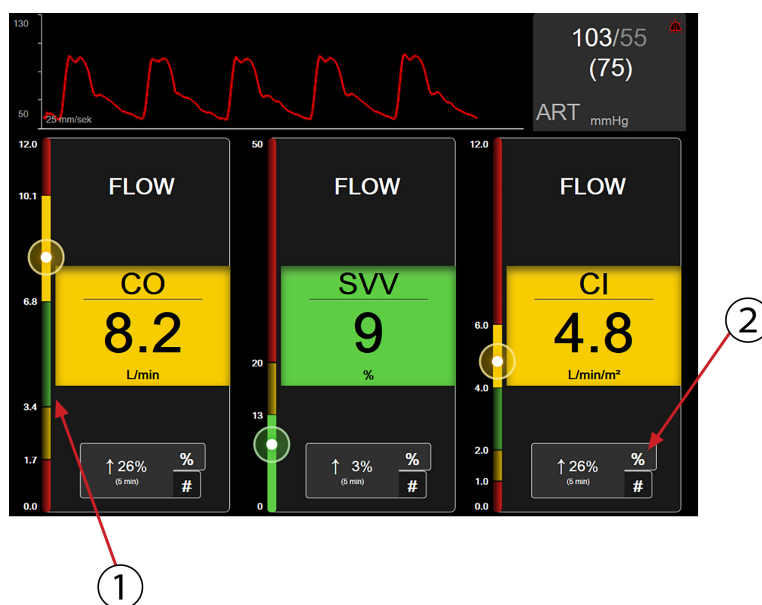 130
50
25 mm/sek
103/55
(75)
ART mmHg
12.0
10.1
6.8
3.4
1.7
0.0
FLOW
CO
8.2
L/min
↑ 26%
(5 min)
%
#
50
20
13
0
FLOW
SVV
9
%
↑ 3%
(5 min)
%
#
12.0
6.0
4.0
2.0
1.0
0.0
FLOW
CI
4.8
L/min/m²
↑ 26%
(5 min)
%
#
2
1